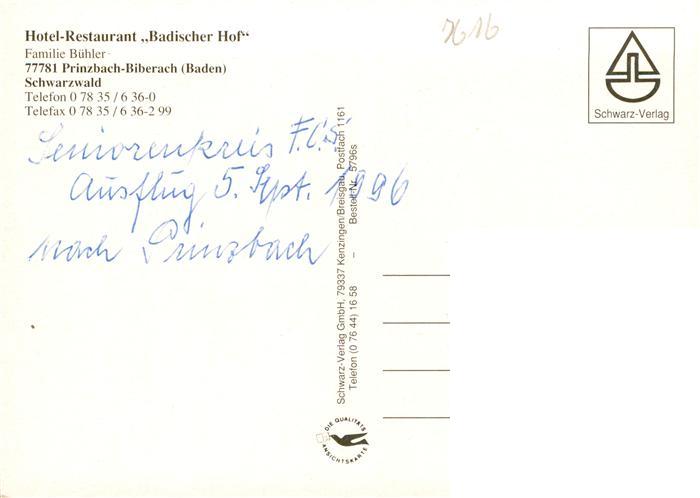 Hotel-Restaurant „Badischer Hof“
Familie Bühler
77781 Prinzbach-Biberach (Baden)
Schwarzwald
Telefon 0 78 35 / 6 36-0
Telefax 0 78 35 / 6 36-2 99
7616
Schwarz-Verlag
Seniorenkreis F.C.S.
Ausflug 5. Sept. 1996
nach Prinzbach
Schwarz-Verlag GmbH, 79337 Kenzingen/Breisgau, Postfach 1161
Telefon (0 76 44) 16 58 – Bestell-Nr. 5796s
DIE QUALITÄTS
ANSICHTSKARTE